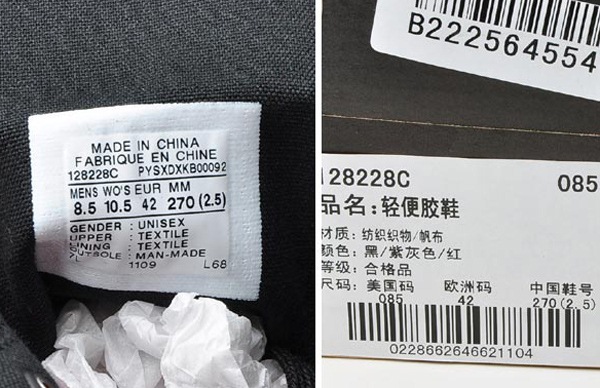 MADE IN CHINA
FABRIQUE EN CHINE
128228C PYSXDXKB00092
MENS WO'S EUR MM
8.5 10.5 42 270 (2.5)
GENDER : UNISEX
UPPER : TEXTILE
LINING : TEXTILE
OUTSOLE : MAN-MADE
1109 L68
B222564554
128228C 085
品名:轻便胶鞋
材质: 纺织织物/帆布
颜色: 黑/紫灰色/红
等级: 合格品
尺码: 美国码 欧洲码 中国鞋号
085 42 270(2.5)
0228662646621104